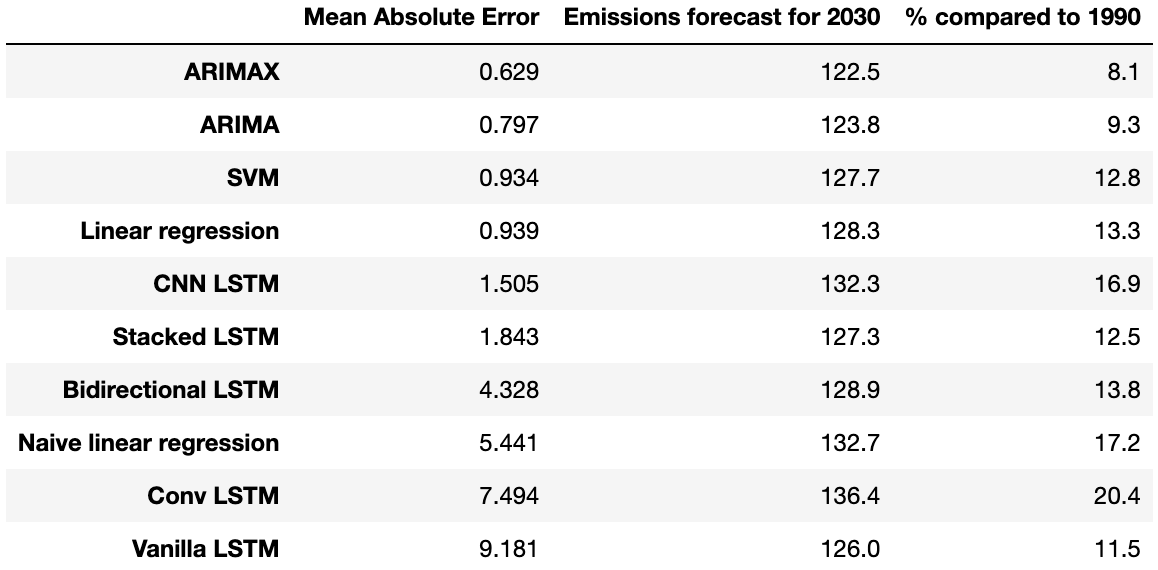 Mean Absolute Error Emissions forecast for 2030 % compared to 1990
ARIMAX 0.629 122.5 8.1
ARIMA 0.797 123.8 9.3
SVM 0.934 127.7 12.8
Linear regression 0.939 128.3 13.3
CNN LSTM 1.505 132.3 16.9
Stacked LSTM 1.843 127.3 12.5
Bidirectional LSTM 4.328 128.9 13.8
Naive linear regression 5.441 132.7 17.2
Conv LSTM 7.494 136.4 20.4
Vanilla LSTM 9.181 126.0 11.5